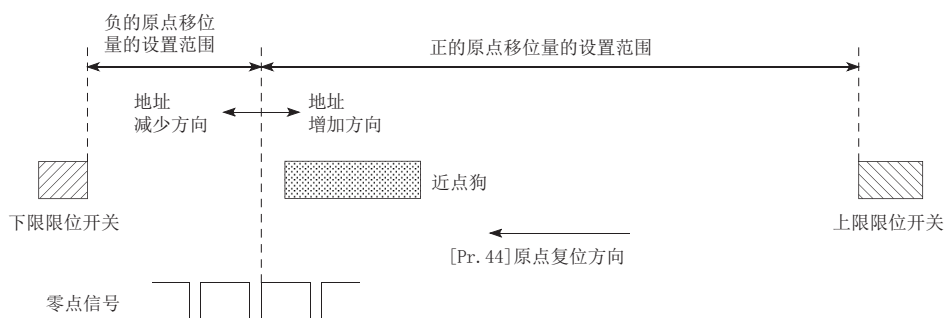 负的原点移位
量的设置范围
正的原点移位量的设置范围
地址
减少方向
地址
增加方向
近点狗
下限限位开关
上限限位开关
[Pr.44]原点复位方向
零点信号